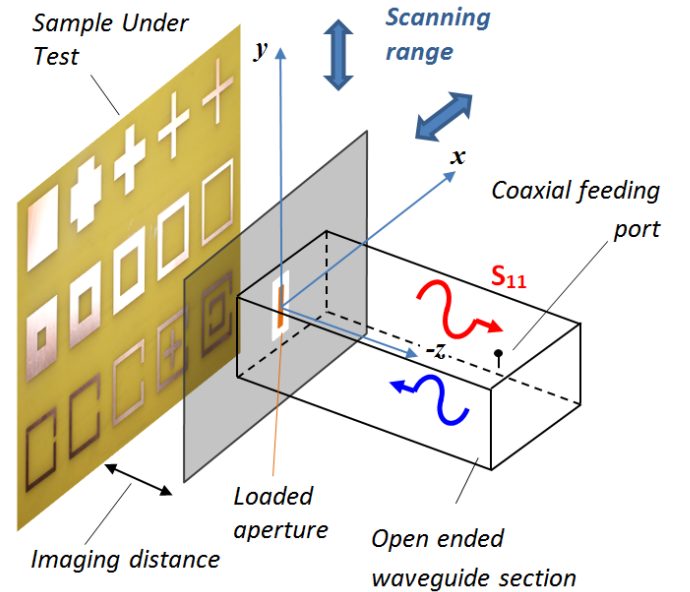 Sample Under
Test
Scanning
range
y
x
Coaxial feeding
port
S11
-z
Loaded
aperture
Imaging distance
Open ended
waveguide section